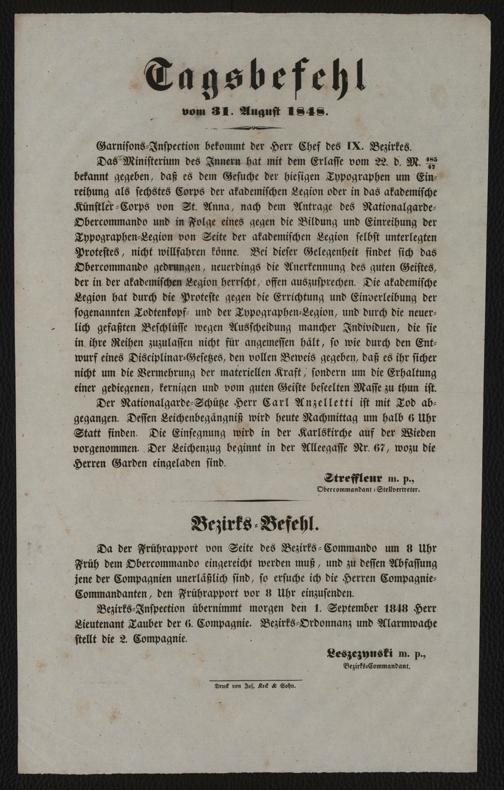 Tagsbefehl
vom 31. August 1848.
Garnisons-Inspection bekommt der Herr Chef des IX. Bezirkes.
Das Ministerium des Innern hat mit dem Erlasse vom 22. d. M. 485/47
bekannt gegeben, daß es dem Gesuche der hiesigen Typographen um Ein-
reihung als sechstes Corps der akademischen Legion oder in das akademische
Künstler-Corps von St. Anna, nach dem Antrage des Nationalgarde-
Obercommando und in Folge eines gegen die Bildung und Einreihung der
Typographen-Legion von Seite der akademischen Legion selbst unterlegten
Protestes, nicht willfahren könne. Bei dieser Gelegenheit findet sich das
Obercommando gedrungen, neuerdings die Anerkennung des guten Geistes,
der in der akademischen Legion herrscht, offen auszusprechen. Die akademische
Legion hat durch die Proteste gegen die Errichtung und Einverleibung der
sogenannten Todtenkopf- und der Typographen-Legion, und durch die neuer-
lich gefaßten Beschlüsse wegen Ausscheidung mancher Individuen, die sie
in ihre Reihen zuzulassen nicht für angemessen hält, so wie durch den Ent-
wurf eines Disciplinar-Gesetzes, den vollen Beweis gegeben, daß es ihr sicher
nicht um die Vermehrung der materiellen Kraft, sondern um die Erhaltung
einer gediegenen, kernigen und vom guten Geiste beseelten Masse zu thun ist.
Der Nationalgarde-Schütze Herr Carl Anzelletti ist mit Tod ab-
gegangen. Dessen Leichenbegängniß wird heute Nachmittag um halb 6 Uhr
Statt finden. Die Einsegnung wird in der Karlskirche auf der Wieden
vorgenommen. Der Leichenzug beginnt in der Alleegasse Nr. 67, wozu die
Herren Garden eingeladen sind.
Streffleur m. p.,
Obercommandant-Stellvertreter.
Bezirks-Befehl.
Da der Frührapport von Seite des Bezirks-Commando um 8 Uhr
Früh dem Obercommando eingereicht werden muß, und zu dessen Abfassung
jene der Compagnien unerläßlich sind, so ersuche ich die Herren Compagnie-
Commandanten, den Frührapport vor 8 Uhr einzusenden.
Bezirks-Inspection übernimmt morgen den 1. September 1848 Herr
Lieutenant Tauber der 6. Compagnie. Bezirks-Ordonnanz und Alarmwache
stellt die 2. Compagnie.
Leszczynski m. p.,
Bezirks-Commandant.
Druck von Jos. Keck & Sohn.